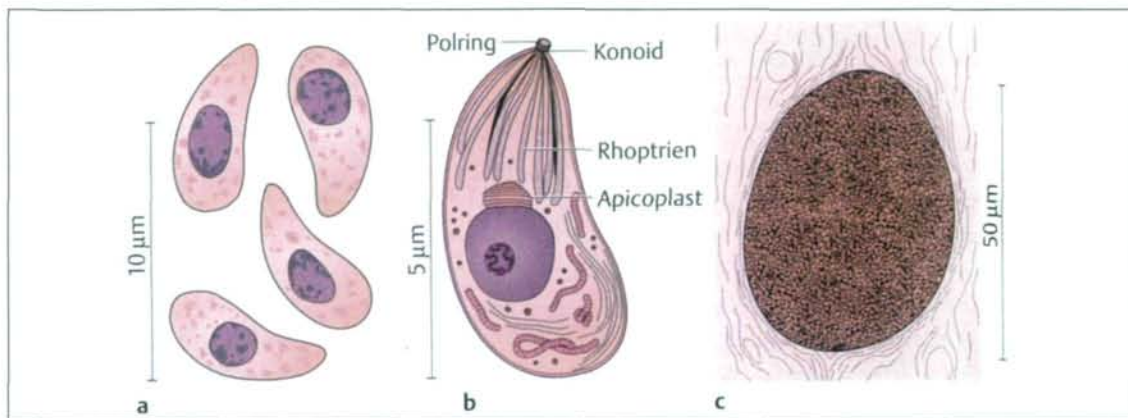 Polring
Konoid
Rhoptrien
Apicoplast
10 µm
5 µm
50 µm
a
b
c